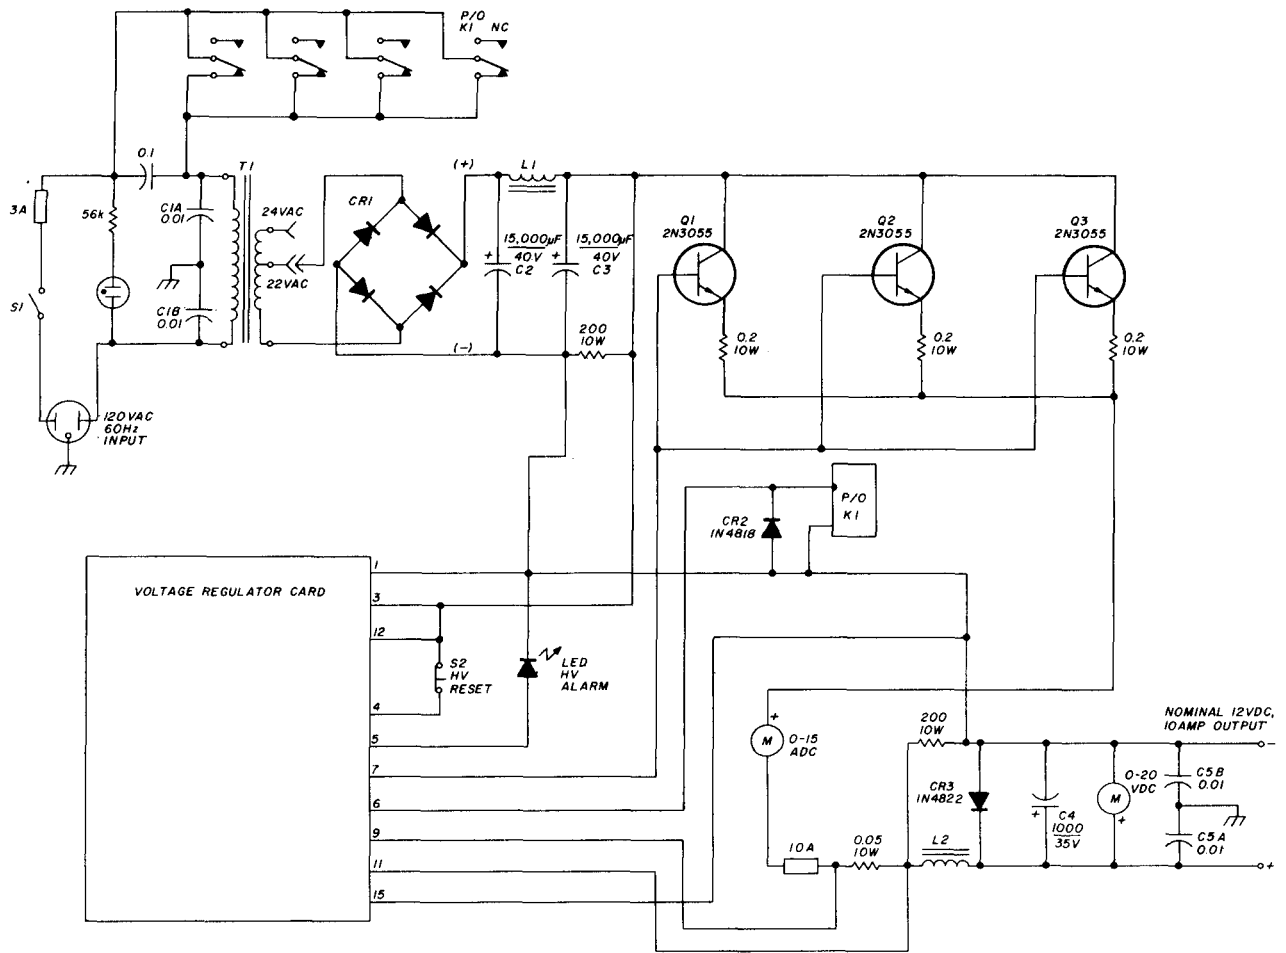 P/O
K1 NC
0.1
T1
3A
56k
C1A
0.01
24VAC
22VAC
CR1
(+)
L1
15,000µF
40V
C2
15,000µF
40V
C3
+
+
S1
C1B
0.01
(-)
200
10W
120VAC
60Hz
INPUT
Q1
2N3055
Q2
2N3055
Q3
2N3055
0.2
10W
0.2
10W
0.2
10W
P/O
K1
CR2
1N4818
VOLTAGE REGULATOR CARD
1
3
12
4
5
7
6
9
11
15
S2
HV
RESET
LED
HV
ALARM
+
M
0-15
ADC
10A
0.05
10W
200
10W
CR3
1N4822
L2
+
C4
1000
35V
0-20
VDC
M
+
NOMINAL 12VDC,
10AMP OUTPUT
-
C5B
0.01
C5A
0.01
+